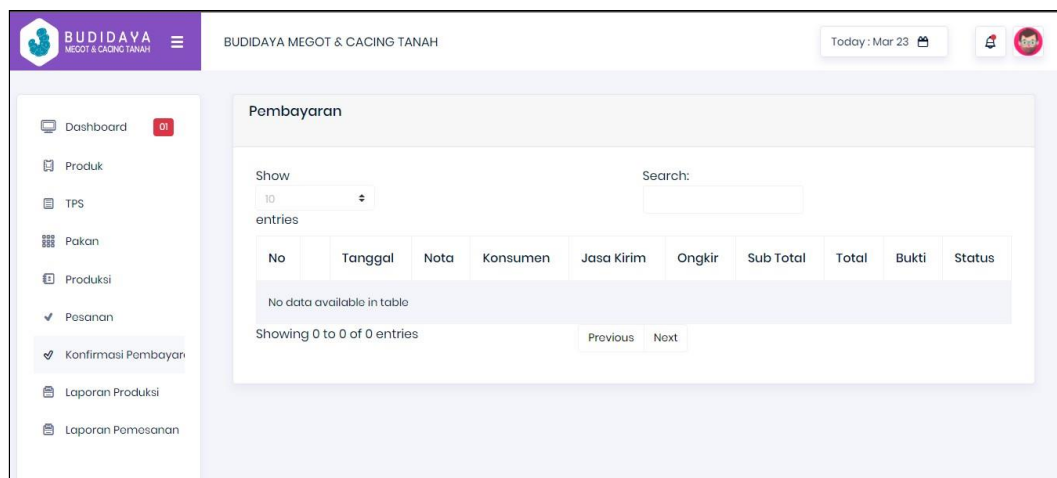 BUDIDAYA
MEGOT & CACING TANAH
BUDIDAYA MEGOT & CACING TANAH
Today : Mar 23
Dashboard 01
Produk
TPS
Pakan
Produksi
Pesanan
Konfirmasi Pembayar
Laporan Produksi
Laporan Pemesanan
Pembayaran
Show
10
entries
Search:
No Tanggal Nota Konsumen Jasa Kirim Ongkir Sub Total Total Bukti Status
No data available in table
Showing 0 to 0 of 0 entries
Previous Next